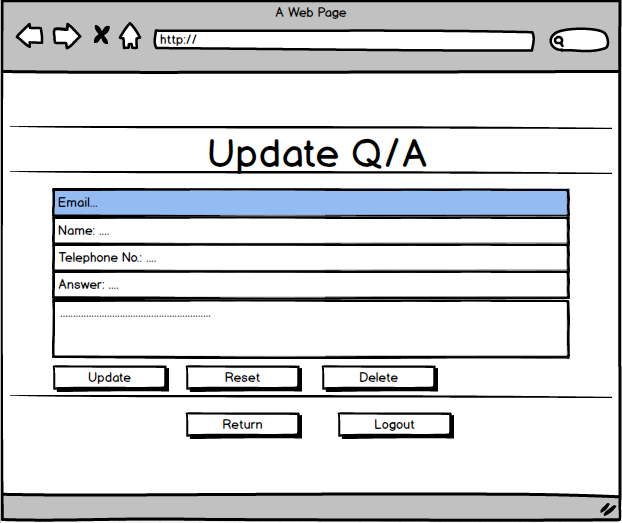 A Web Page
http://
Update Q/A
Email...
Name: ....
Telephone No.: ....
Answer: ....
............................................................
Update Reset Delete
Return Logout